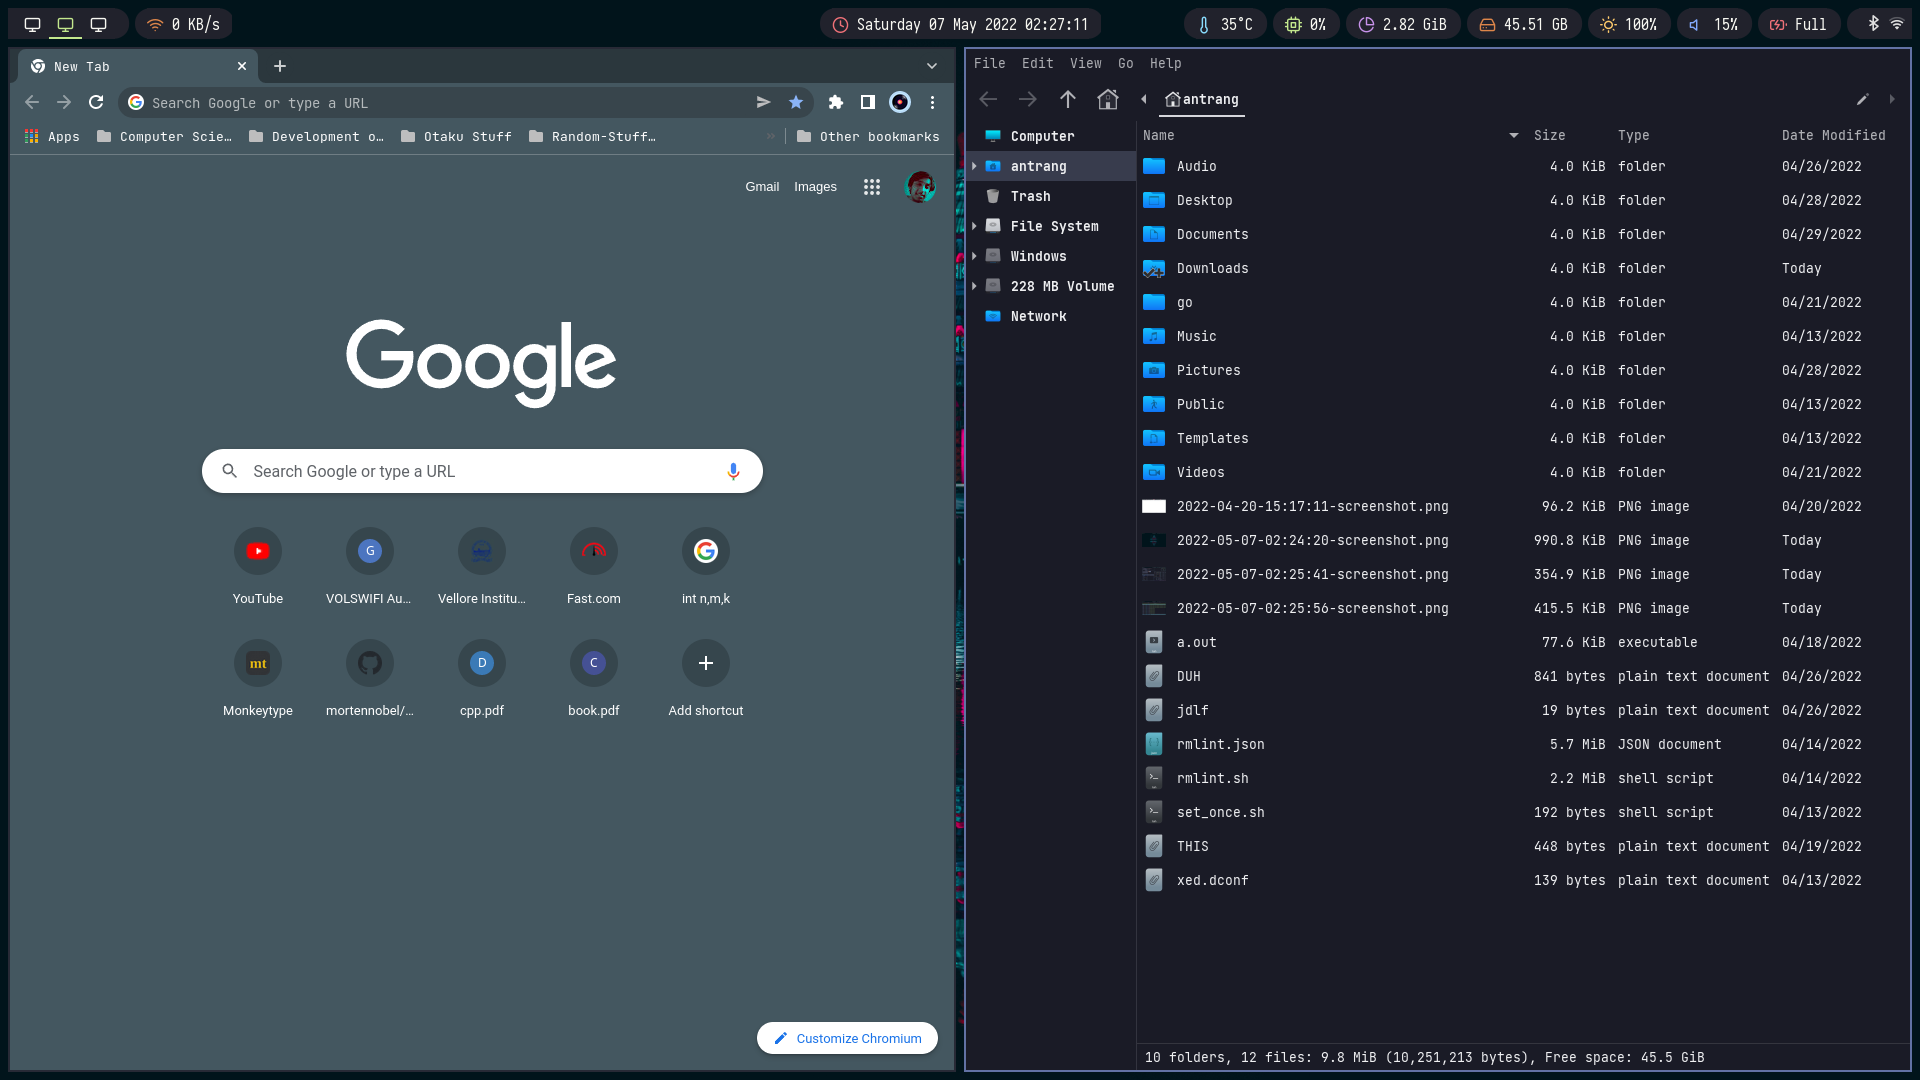 0 KB/s
Saturday 07 May 2022 02:27:11
35°C
0%
2.82 GiB
45.51 GB
100%
15%
Full
New Tab
Search Google or type a URL
Apps
Computer Scie…
Development o…
Otaku Stuff
Random-Stuff…
Other bookmarks
Gmail Images
Google
Search Google or type a URL
G
YouTube
VOLSWIFI Au...
Vellore Institu...
Fast.com
int n,m,k
mt
D
C
Monkeytype
mortennobel/...
cpp.pdf
book.pdf
Add shortcut
Customize Chromium
File Edit View Go Help
antrang
Computer
antrang
Trash
File System
Windows
228 MB Volume
Network
Name Size Type Date Modified
Audio 4.0 KiB folder 04/26/2022
Desktop 4.0 KiB folder 04/28/2022
Documents 4.0 KiB folder 04/29/2022
Downloads 4.0 KiB folder Today
go 4.0 KiB folder 04/21/2022
Music 4.0 KiB folder 04/13/2022
Pictures 4.0 KiB folder 04/28/2022
Public 4.0 KiB folder 04/13/2022
Templates 4.0 KiB folder 04/13/2022
Videos 4.0 KiB folder 04/21/2022
2022-04-20-15:17:11-screenshot.png 96.2 KiB PNG image 04/20/2022
2022-05-07-02:24:20-screenshot.png 990.8 KiB PNG image Today
2022-05-07-02:25:41-screenshot.png 354.9 KiB PNG image Today
2022-05-07-02:25:56-screenshot.png 415.5 KiB PNG image Today
a.out 77.6 KiB executable 04/18/2022
DUH 841 bytes plain text document 04/26/2022
jdlf 19 bytes plain text document 04/26/2022
rmlint.json 5.7 MiB JSON document 04/14/2022
rmlint.sh 2.2 MiB shell script 04/14/2022
set_once.sh 192 bytes shell script 04/13/2022
THIS 448 bytes plain text document 04/19/2022
xed.dconf 139 bytes plain text document 04/13/2022
10 folders, 12 files: 9.8 MiB (10,251,213 bytes), Free space: 45.5 GiB